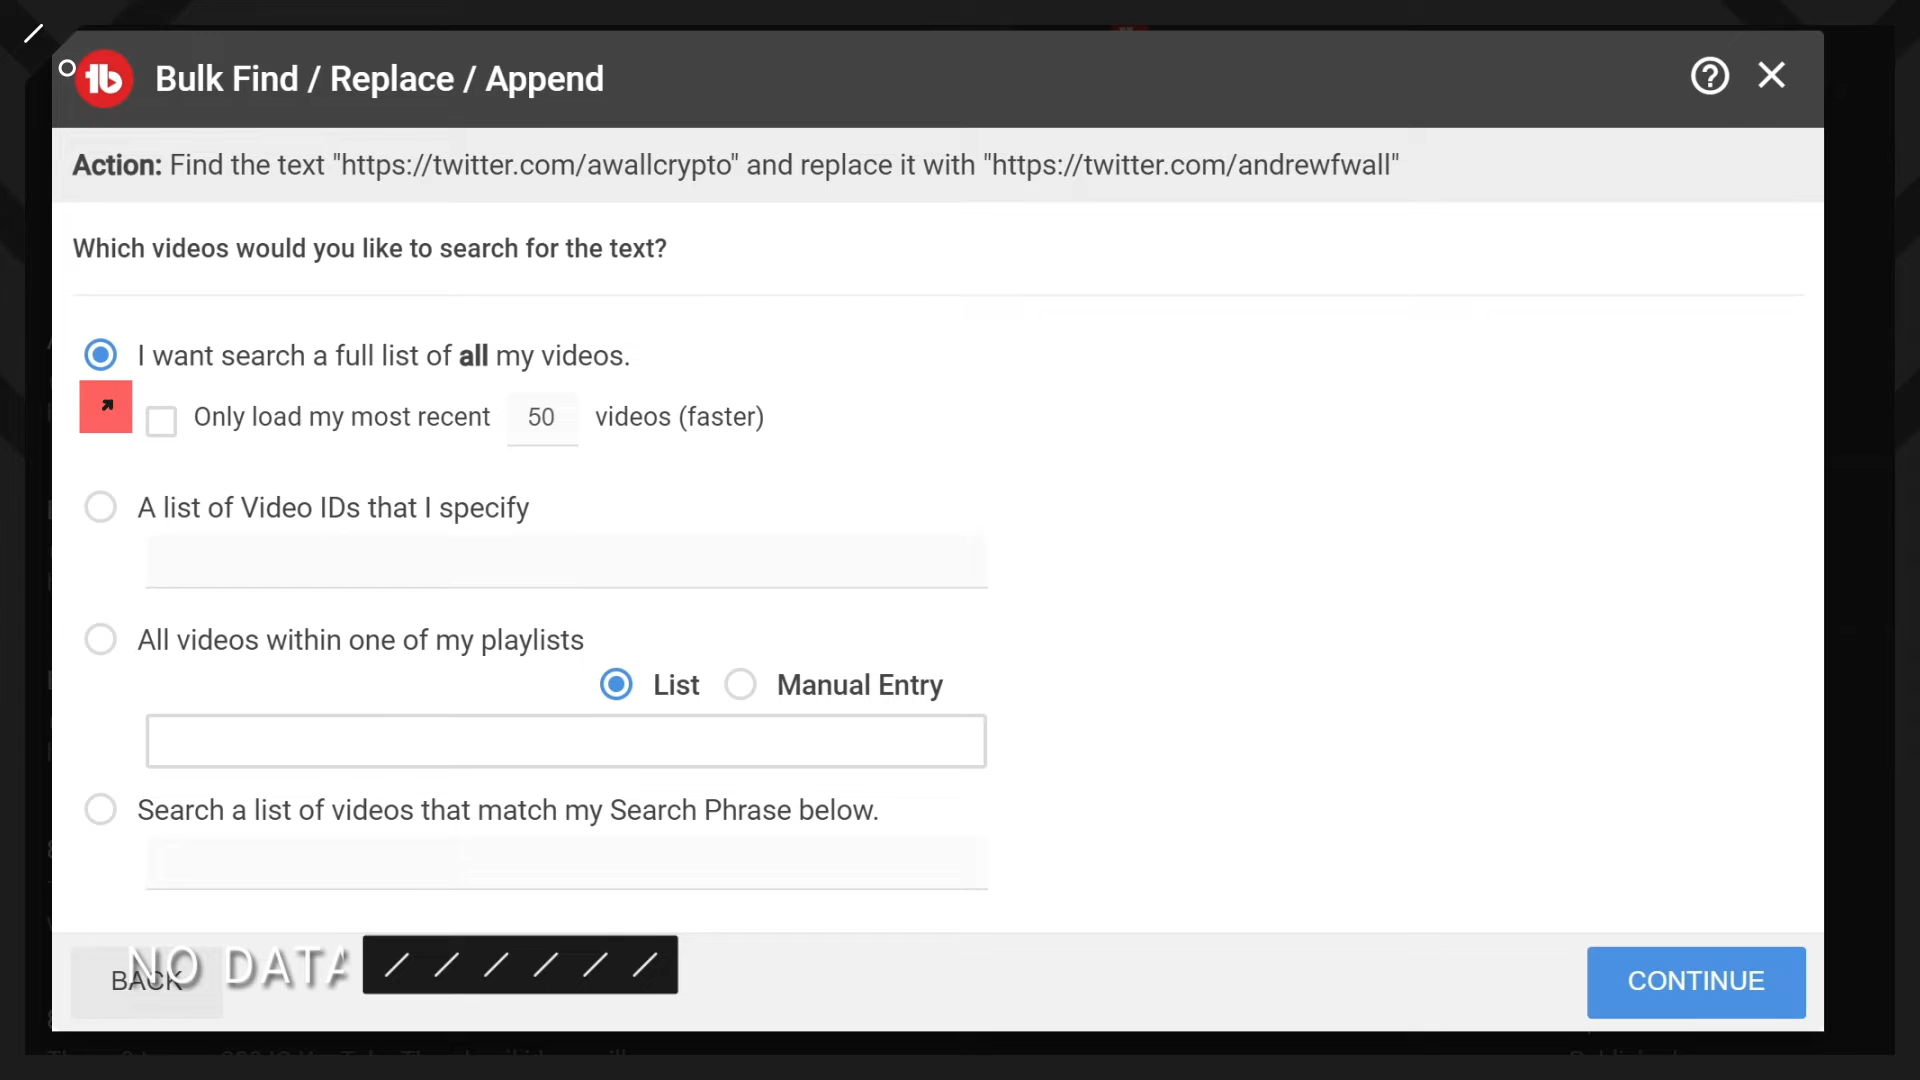 tb Bulk Find / Replace / Append
Action: Find the text "https://twitter.com/awallcrypto" and replace it with "https://twitter.com/andrewfwall"
Which videos would you like to search for the text?
I want search a full list of all my videos.
Only load my most recent 50 videos (faster)
A list of Video IDs that I specify
All videos within one of my playlists
List Manual Entry
Search a list of videos that match my Search Phrase below.
NO DATA
BACK
CONTINUE